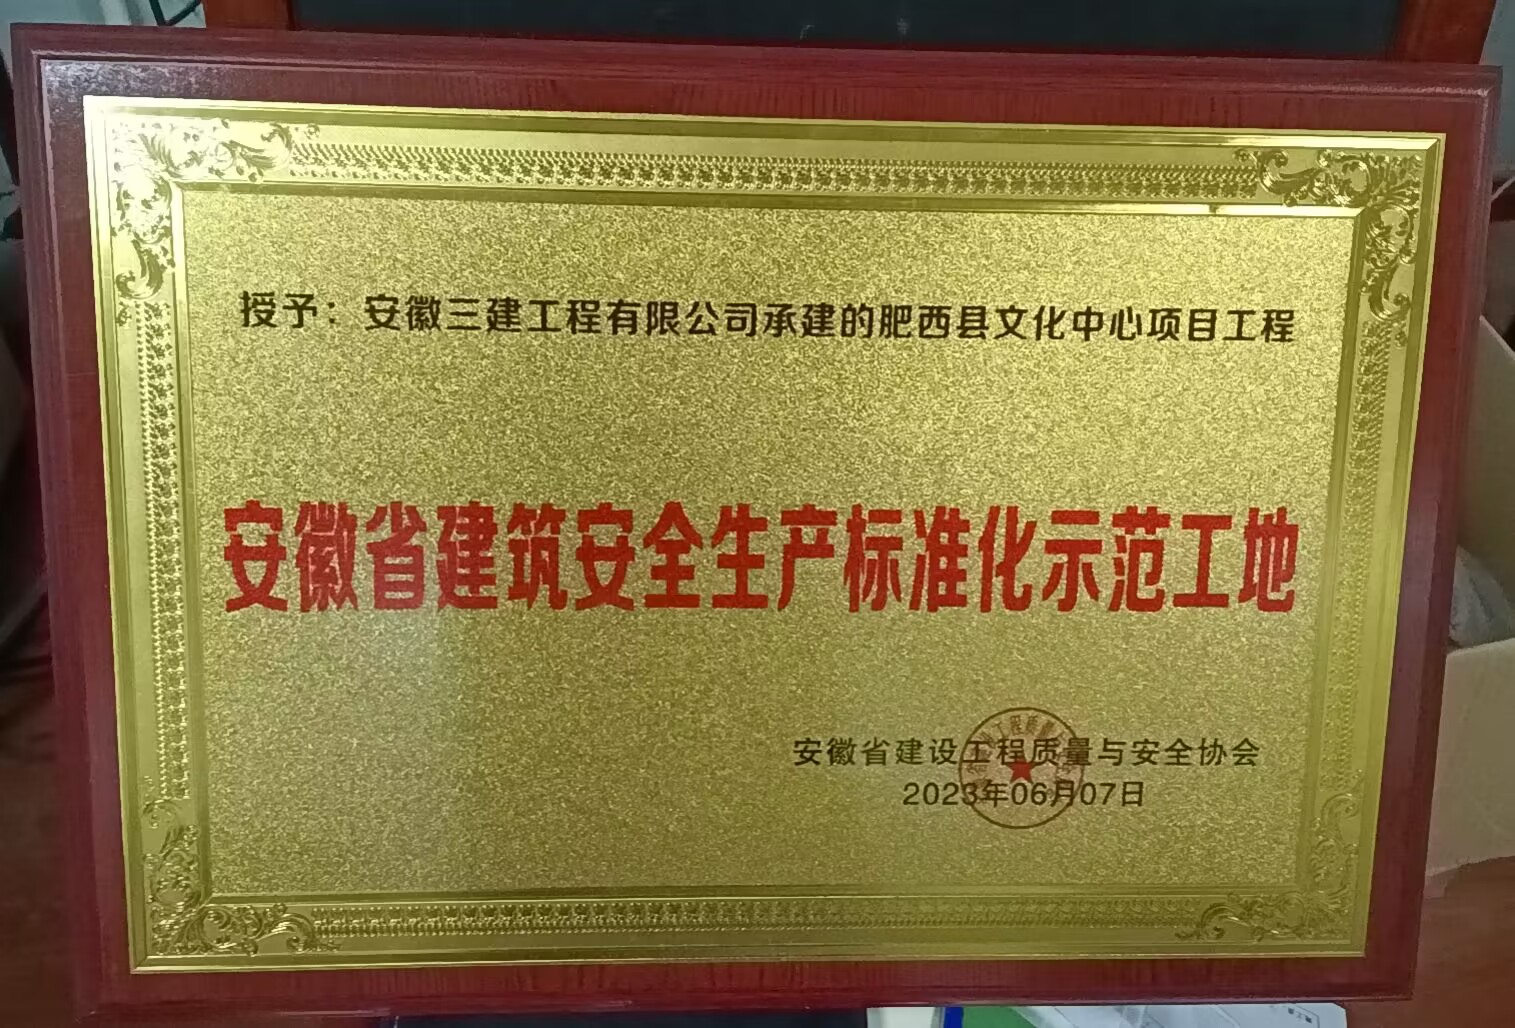 授予：安徽三建工程有限公司承建的肥西县文化中心项目工程
安徽省建筑安全生产标准化示范工地
安徽省建设工程质量与安全协会
2023年06月07日